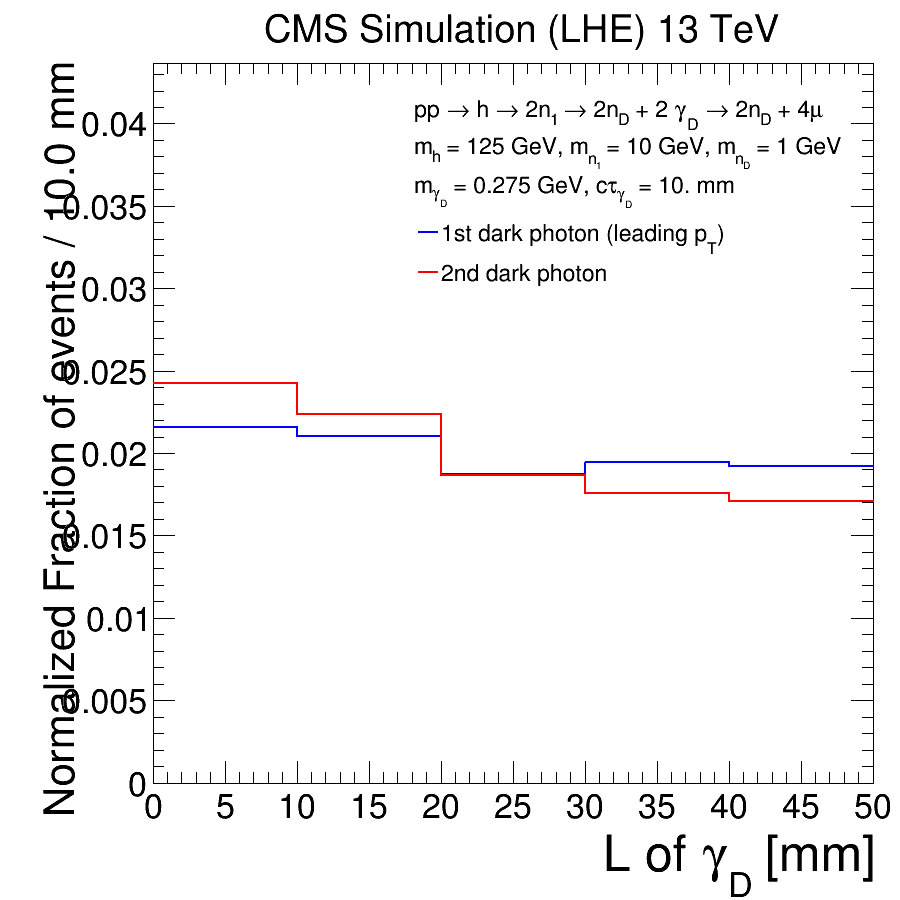 CMS Simulation (LHE) 13 TeV
pp → h → 2n1 → 2nD + 2 γD → 2nD + 4μ
mh = 125 GeV, mn1 = 10 GeV, mnD = 1 GeV
mγD = 0.275 GeV, cτγD = 10. mm
1st dark photon (leading pT)
2nd dark photon
Normalized Fraction of events / 10.0 mm
0.04
0.035
0.03
0.025
0.02
0.015
0.01
0.005
0
0 5 10 15 20 25 30 35 40 45 50
L of γD [mm]